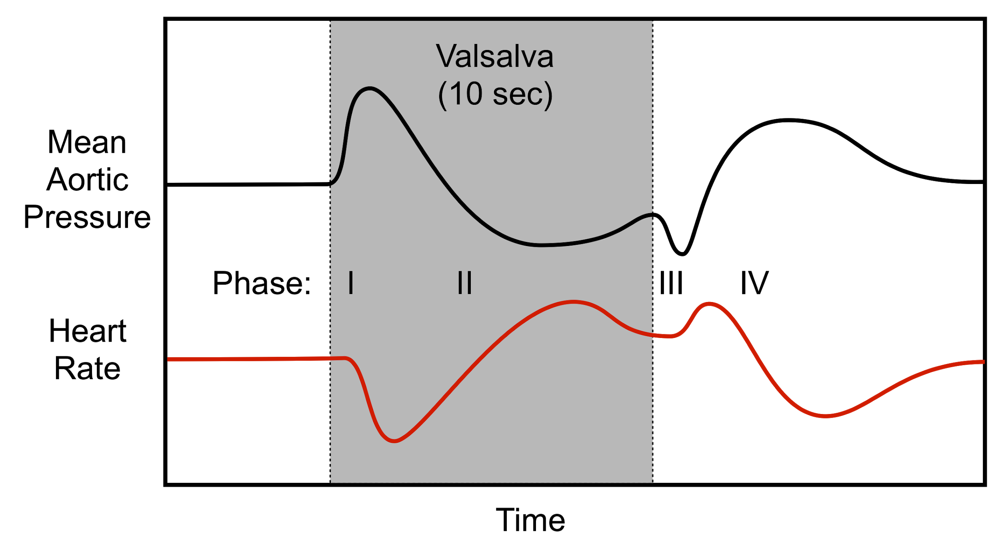 Valsalva
(10 sec)
Mean
Aortic
Pressure
Phase: I II III IV
Heart
Rate
Time